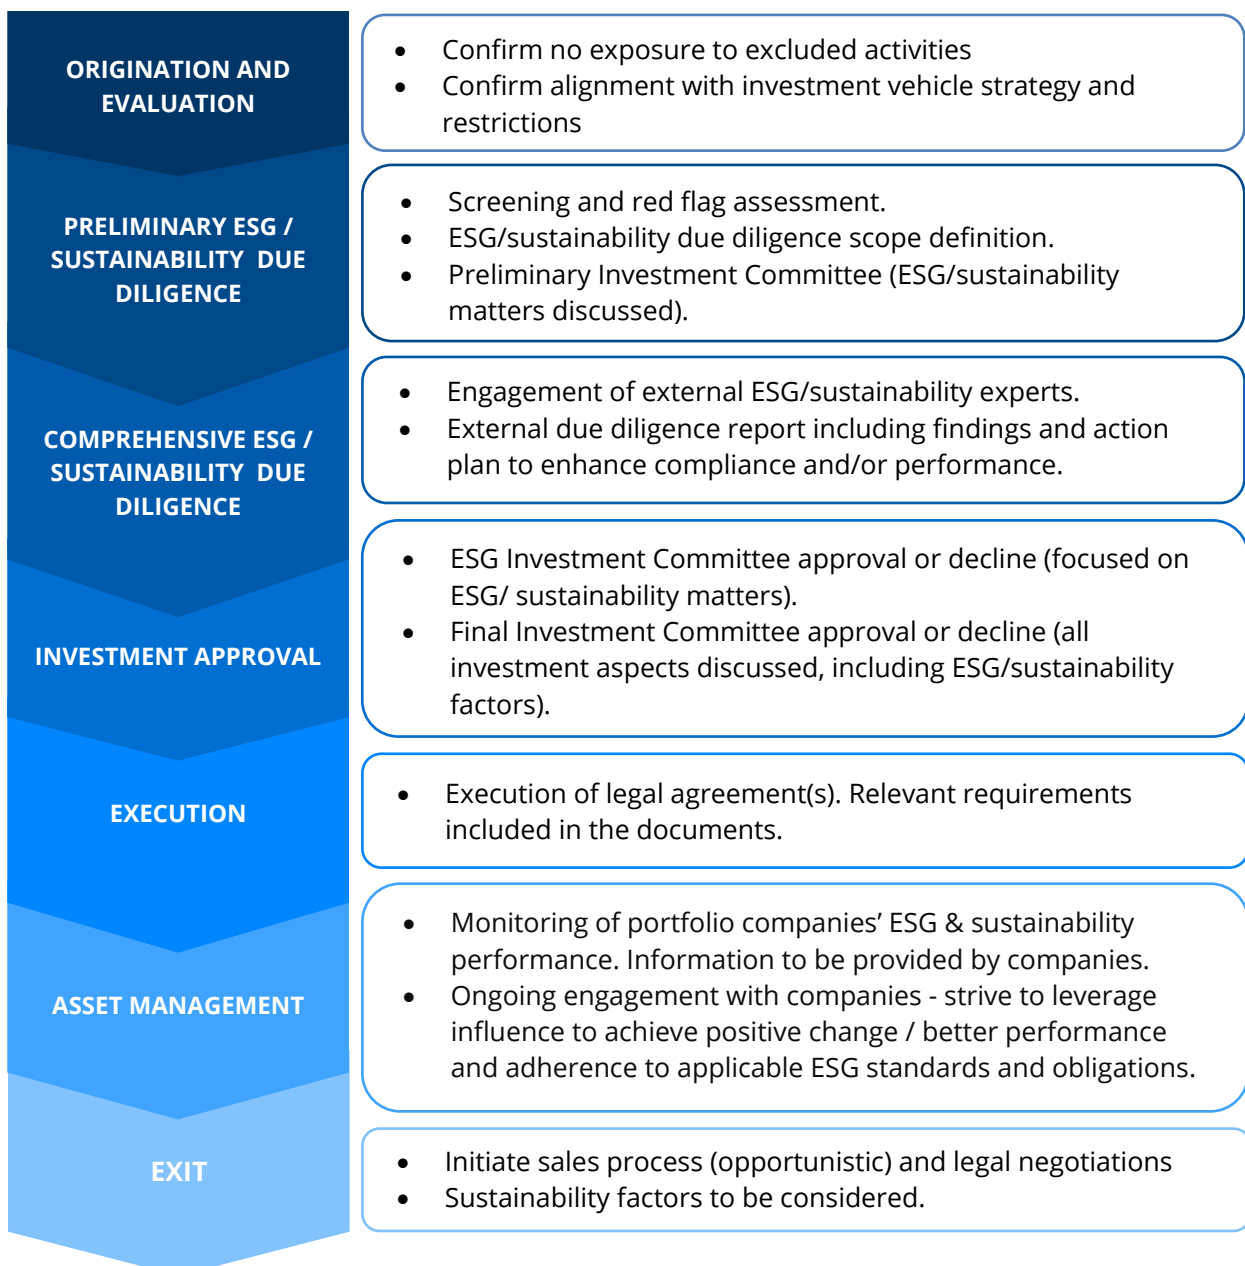 ORIGINATION AND
EVALUATION
• Confirm no exposure to excluded activities
• Confirm alignment with investment vehicle strategy and
restrictions
PRELIMINARY ESG /
SUSTAINABILITY DUE
DILIGENCE
• Screening and red flag assessment.
• ESG/sustainability due diligence scope definition.
• Preliminary Investment Committee (ESG/sustainability
matters discussed).
COMPREHENSIVE ESG /
SUSTAINABILITY DUE
DILIGENCE
• Engagement of external ESG/sustainability experts.
• External due diligence report including findings and action
plan to enhance compliance and/or performance.
INVESTMENT APPROVAL
• ESG Investment Committee approval or decline (focused on
ESG/ sustainability matters).
• Final Investment Committee approval or decline (all
investment aspects discussed, including ESG/sustainability
factors).
EXECUTION
• Execution of legal agreement(s). Relevant requirements
included in the documents.
ASSET MANAGEMENT
• Monitoring of portfolio companies’ ESG & sustainability
performance. Information to be provided by companies.
• Ongoing engagement with companies - strive to leverage
influence to achieve positive change / better performance
and adherence to applicable ESG standards and obligations.
EXIT
• Initiate sales process (opportunistic) and legal negotiations
• Sustainability factors to be considered.